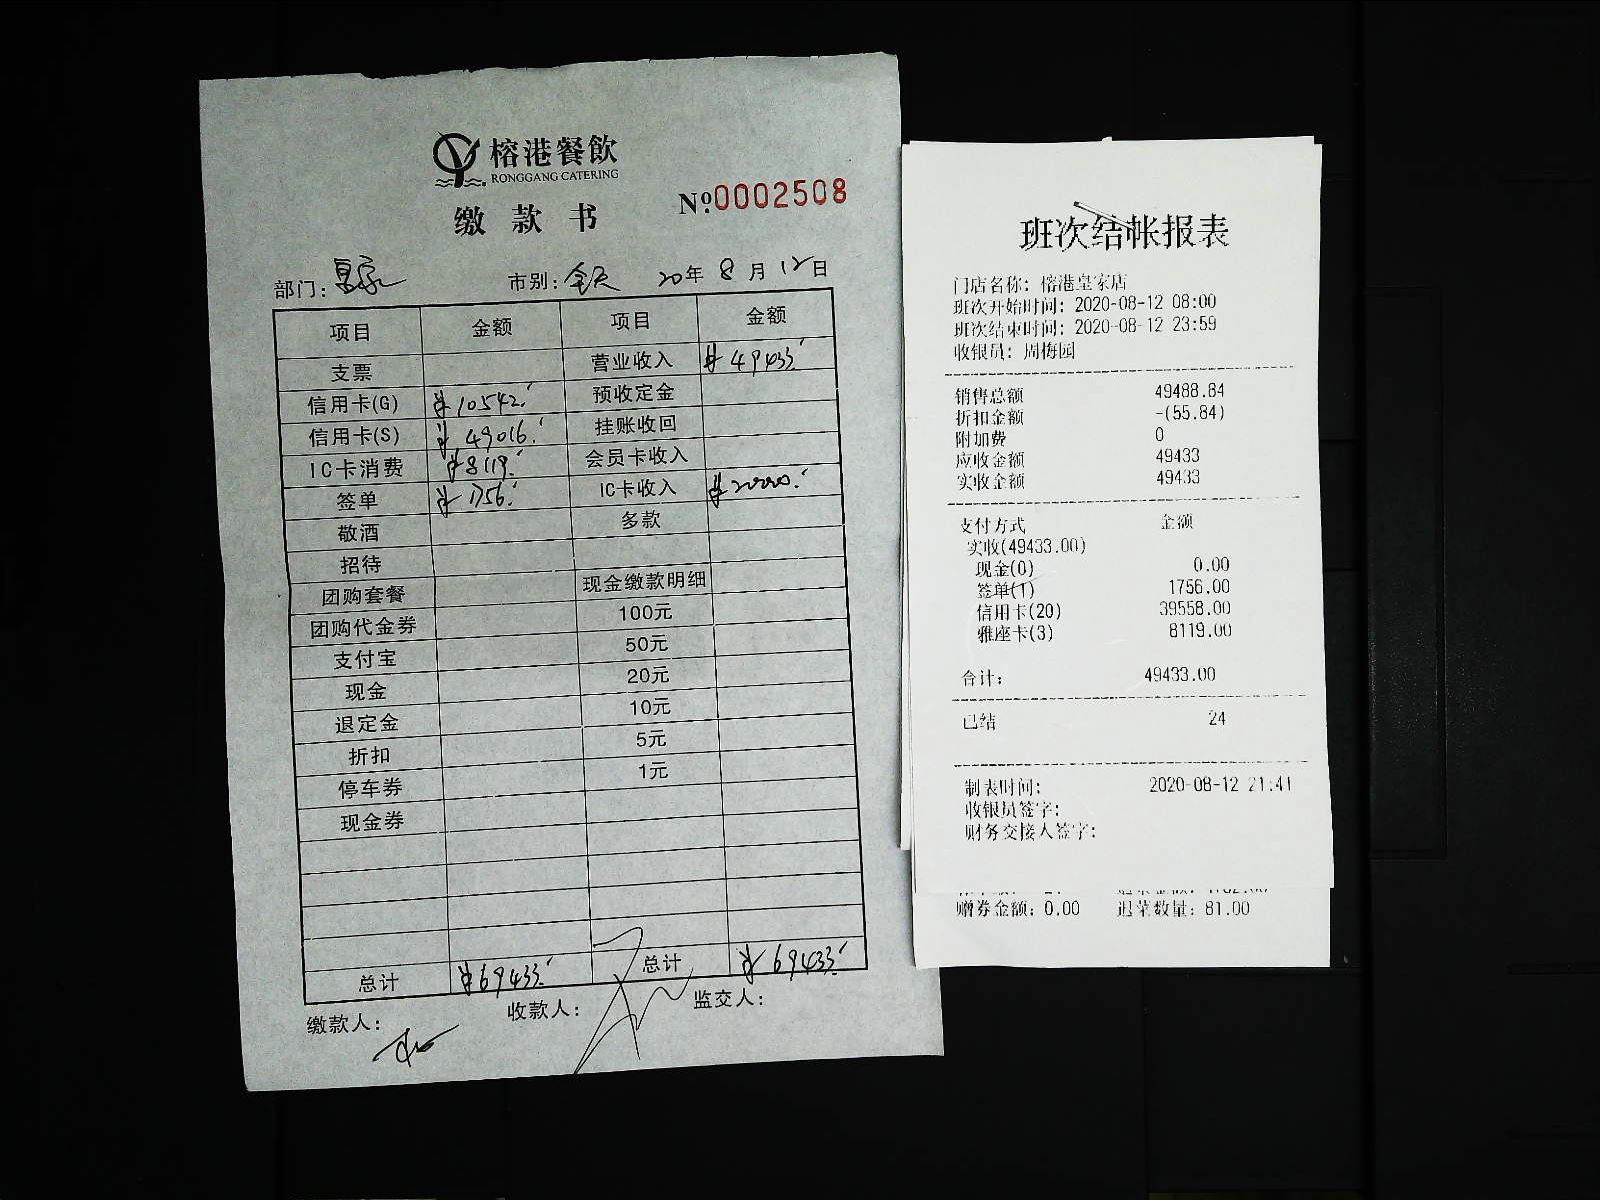 榕港餐飲
RONGGANG CATERING
缴款书
№0002508
部门：皇家 市别：全天 20年8月12日
项目 金额 项目 金额
支票 营业收入 ¥49433.
信用卡(G) ¥10542. 预收定金
信用卡(S) ¥49016. 挂账收回
IC卡消费 ¥8119. 会员卡收入
签单 ¥1756. IC卡收入 ¥20000.
敬酒 多款
招待
团购套餐 现金缴款明细
团购代金券 100元
支付宝 50元
现金 20元
退定金 10元
折扣 5元
停车券 1元
现金券
总计 ¥69433. 总计 ¥69433.
缴款人： 收款人： 监交人：
班次结帐报表
门店名称：榕港皇家店
班次开始时间：2020-08-12 08:00
班次结束时间：2020-08-12 23:59
收银员：周梅园
销售总额 49488.84
折扣金额 -(55.84)
附加费 0
应收金额 49433
实收金额 49433
支付方式 金额
实收(49433.00)
现金(0) 0.00
签单(1) 1756.00
信用卡(20) 39558.00
雅座卡(3) 8119.00
合计： 49433.00
已结 24
制表时间： 2020-08-12 21:41
收银员签字：
财务交接人签字：
赠券金额：0.00 退菜数量：81.00